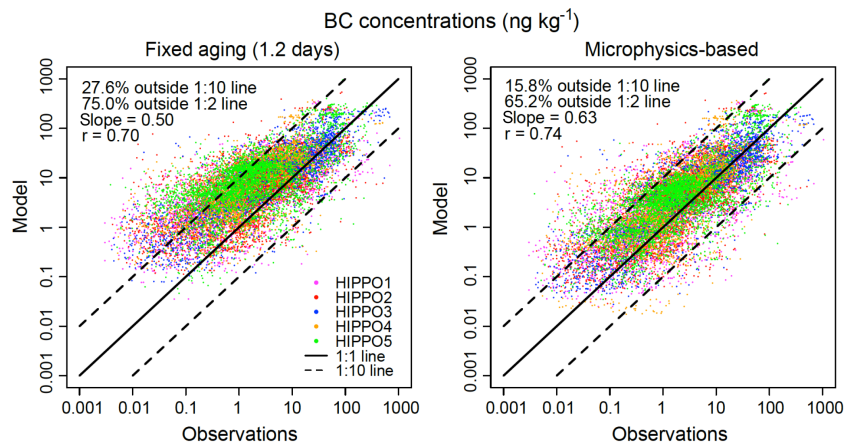 BC concentrations (ng kg⁻¹)
Fixed aging (1.2 days)
27.6% outside 1:10 line
75.0% outside 1:2 line
Slope = 0.50
r = 0.70
Model
1000
100
10
1
0.1
0.01
0.001
HIPPO1
HIPPO2
HIPPO3
HIPPO4
HIPPO5
1:1 line
1:10 line
0.001 0.01 0.1 1 10 100 1000
Observations
Microphysics-based
15.8% outside 1:10 line
65.2% outside 1:2 line
Slope = 0.63
r = 0.74
Model
1000
100
10
1
0.1
0.01
0.001
0.001 0.01 0.1 1 10 100 1000
Observations